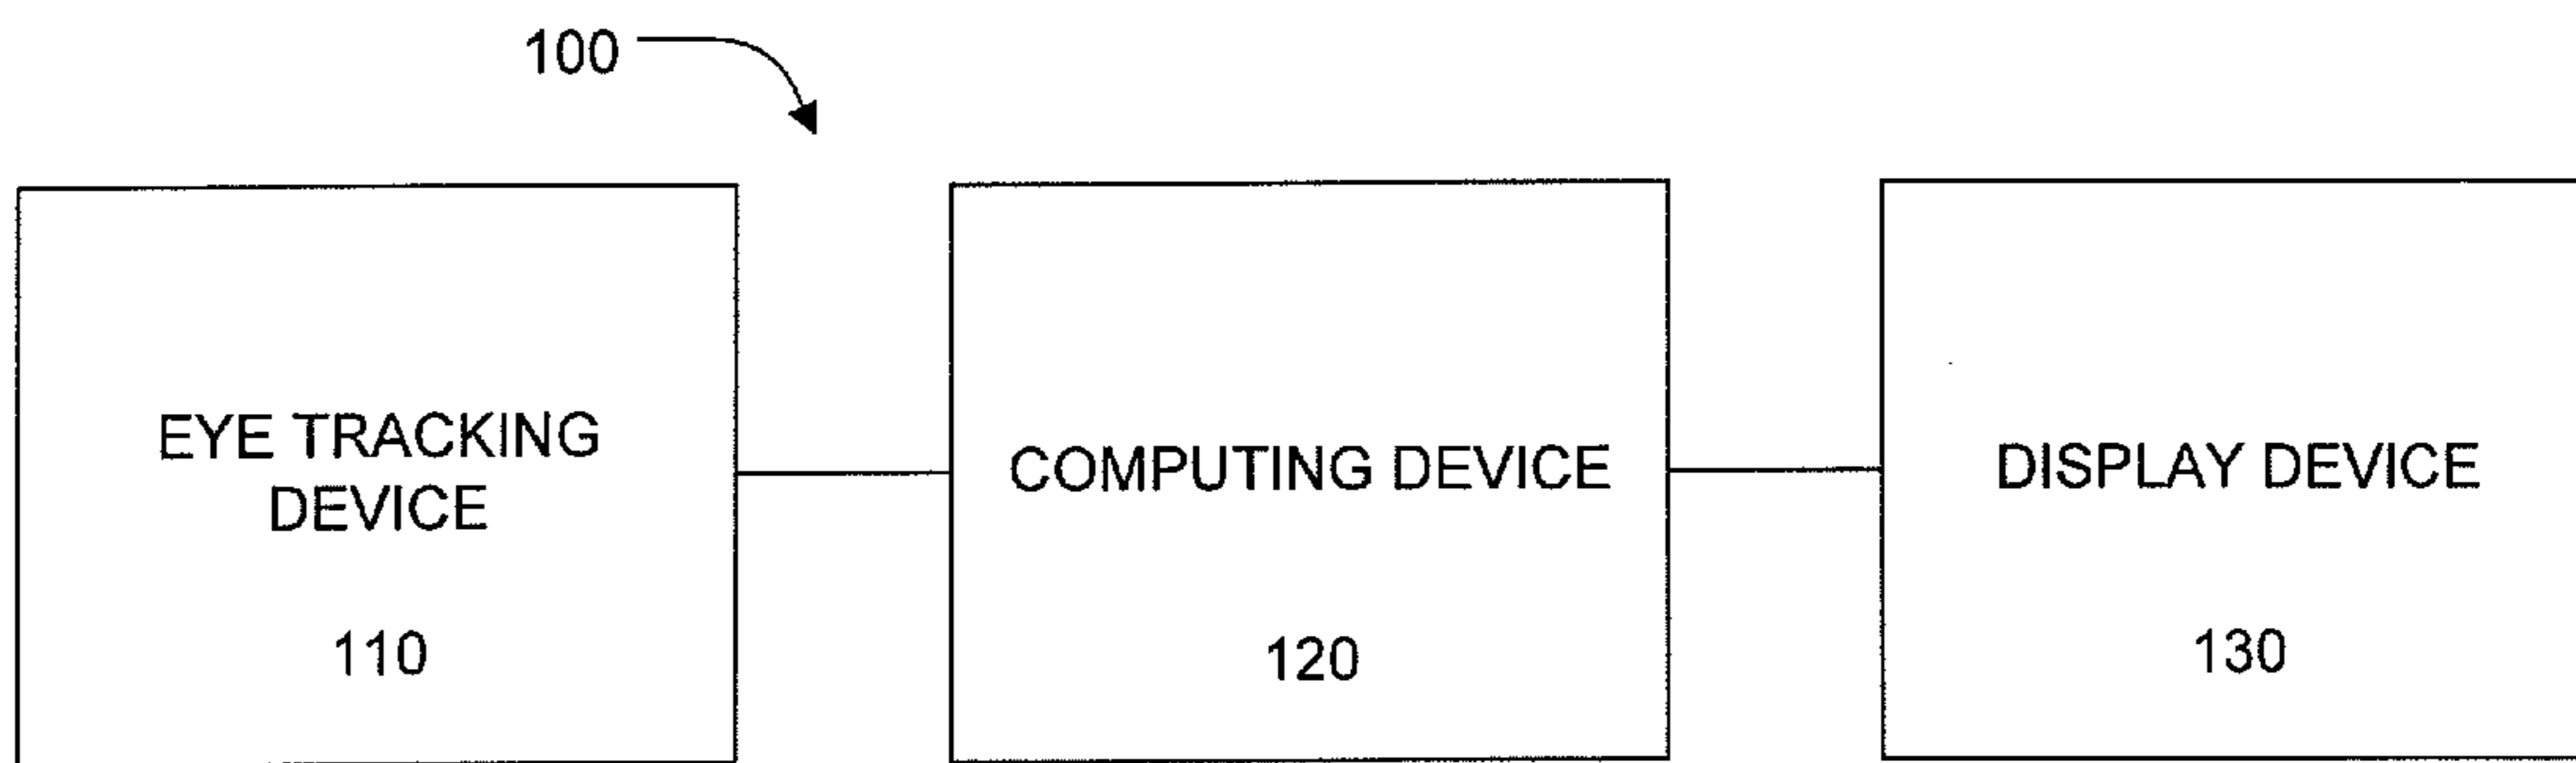 100
EYE TRACKING
DEVICE
110
COMPUTING DEVICE
120
DISPLAY DEVICE
130